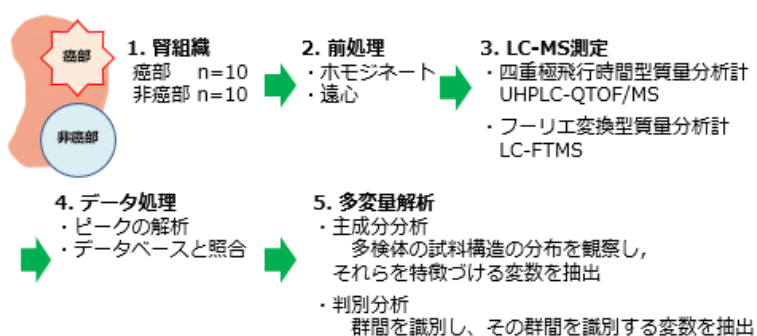 癌部
非癌部
1. 腎組織
癌部 n=10
非癌部 n=10
2. 前処理
・ホモジネート
・遠心
3. LC-MS測定
・四重極飛行時間型質量分析計
UHPLC-QTOF/MS
・フーリエ変換型質量分析計
LC-FTMS
4. データ処理
・ピークの解析
・データベースと照合
5. 多変量解析
・主成分分析
多検体の試料構造の分布を観察し,
それらを特徴づける変数を抽出
・判別分析
群間を識別し、その群間を識別する変数を抽出